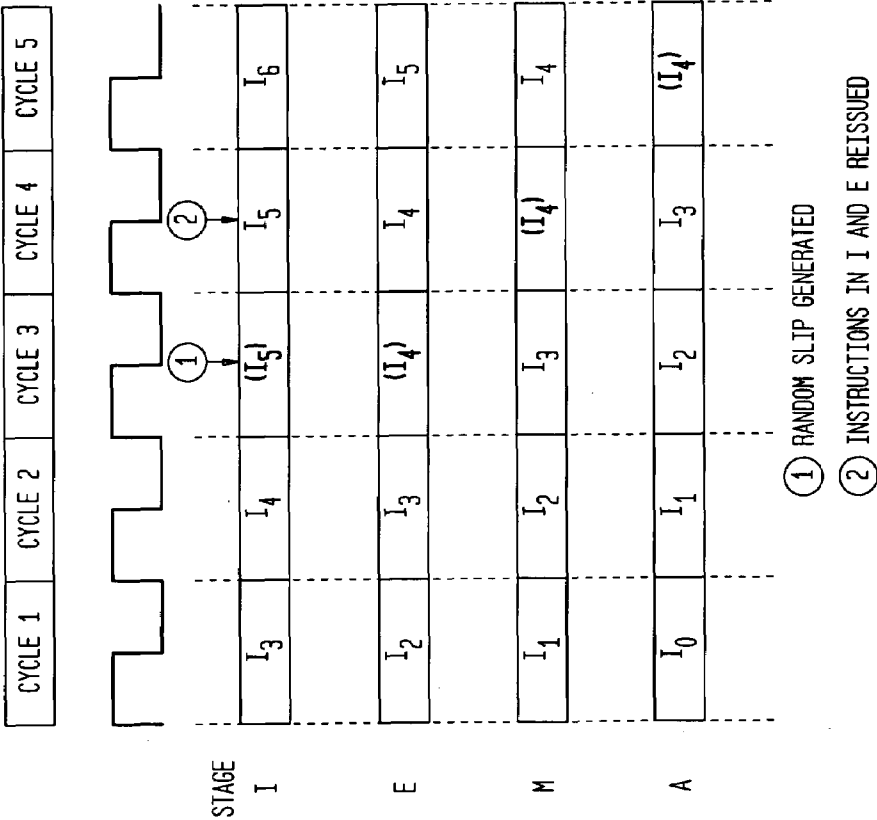 CYCLE 1 CYCLE 2 CYCLE 3 CYCLE 4 CYCLE 5
1 2
STAGE
I I3 I4 (I5) I5 I6
E I2 I3 (I4) I4 I5
M I1 I2 I3 (I4) I4
A I0 I1 I2 I3 (I4)
1 RANDOM SLIP GENERATED
2 INSTRUCTIONS IN I AND E REISSUED